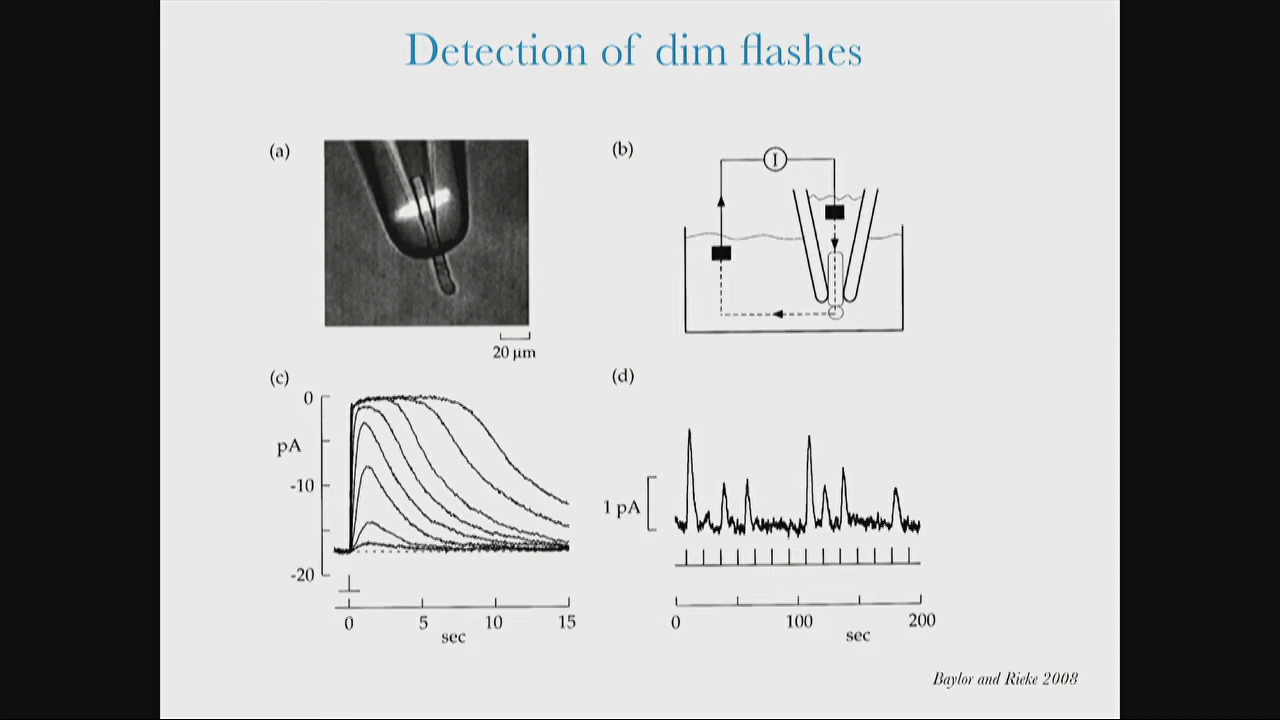 Detection of dim flashes
(a)
20 µm
(b)
I
(c)
0
pA
-10
-20
0 5 10 15
sec
(d)
1 pA
0 100 200
sec
Baylor and Rieke 2008